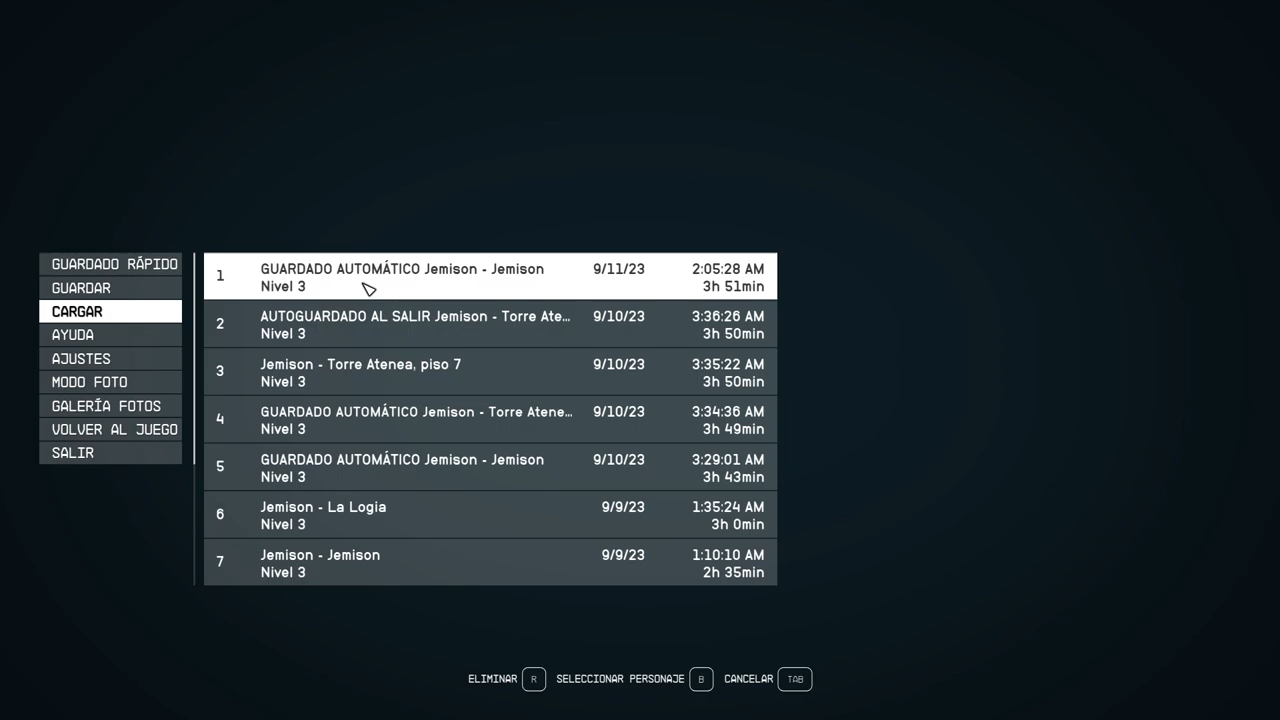 GUARDADO RÁPIDO
GUARDAR
CARGAR
AYUDA
AJUSTES
MODO FOTO
GALERÍA FOTOS
VOLVER AL JUEGO
SALIR
1 GUARDADO AUTOMÁTICO Jemison - Jemison 9/11/23 2:05:28 AM
Nivel 3 3h 51min
2 AUTOGUARDADO AL SALIR Jemison - Torre Ate... 9/10/23 3:36:26 AM
Nivel 3 3h 50min
3 Jemison - Torre Atenea, piso 7 9/10/23 3:35:22 AM
Nivel 3 3h 50min
4 GUARDADO AUTOMÁTICO Jemison - Torre Atene... 9/10/23 3:34:36 AM
Nivel 3 3h 49min
5 GUARDADO AUTOMÁTICO Jemison - Jemison 9/10/23 3:29:01 AM
Nivel 3 3h 43min
6 Jemison - La Logia 9/9/23 1:35:24 AM
Nivel 3 3h 0min
7 Jemison - Jemison 9/9/23 1:10:10 AM
Nivel 3 2h 35min
ELIMINAR R SELECCIONAR PERSONAJE B CANCELAR TAB